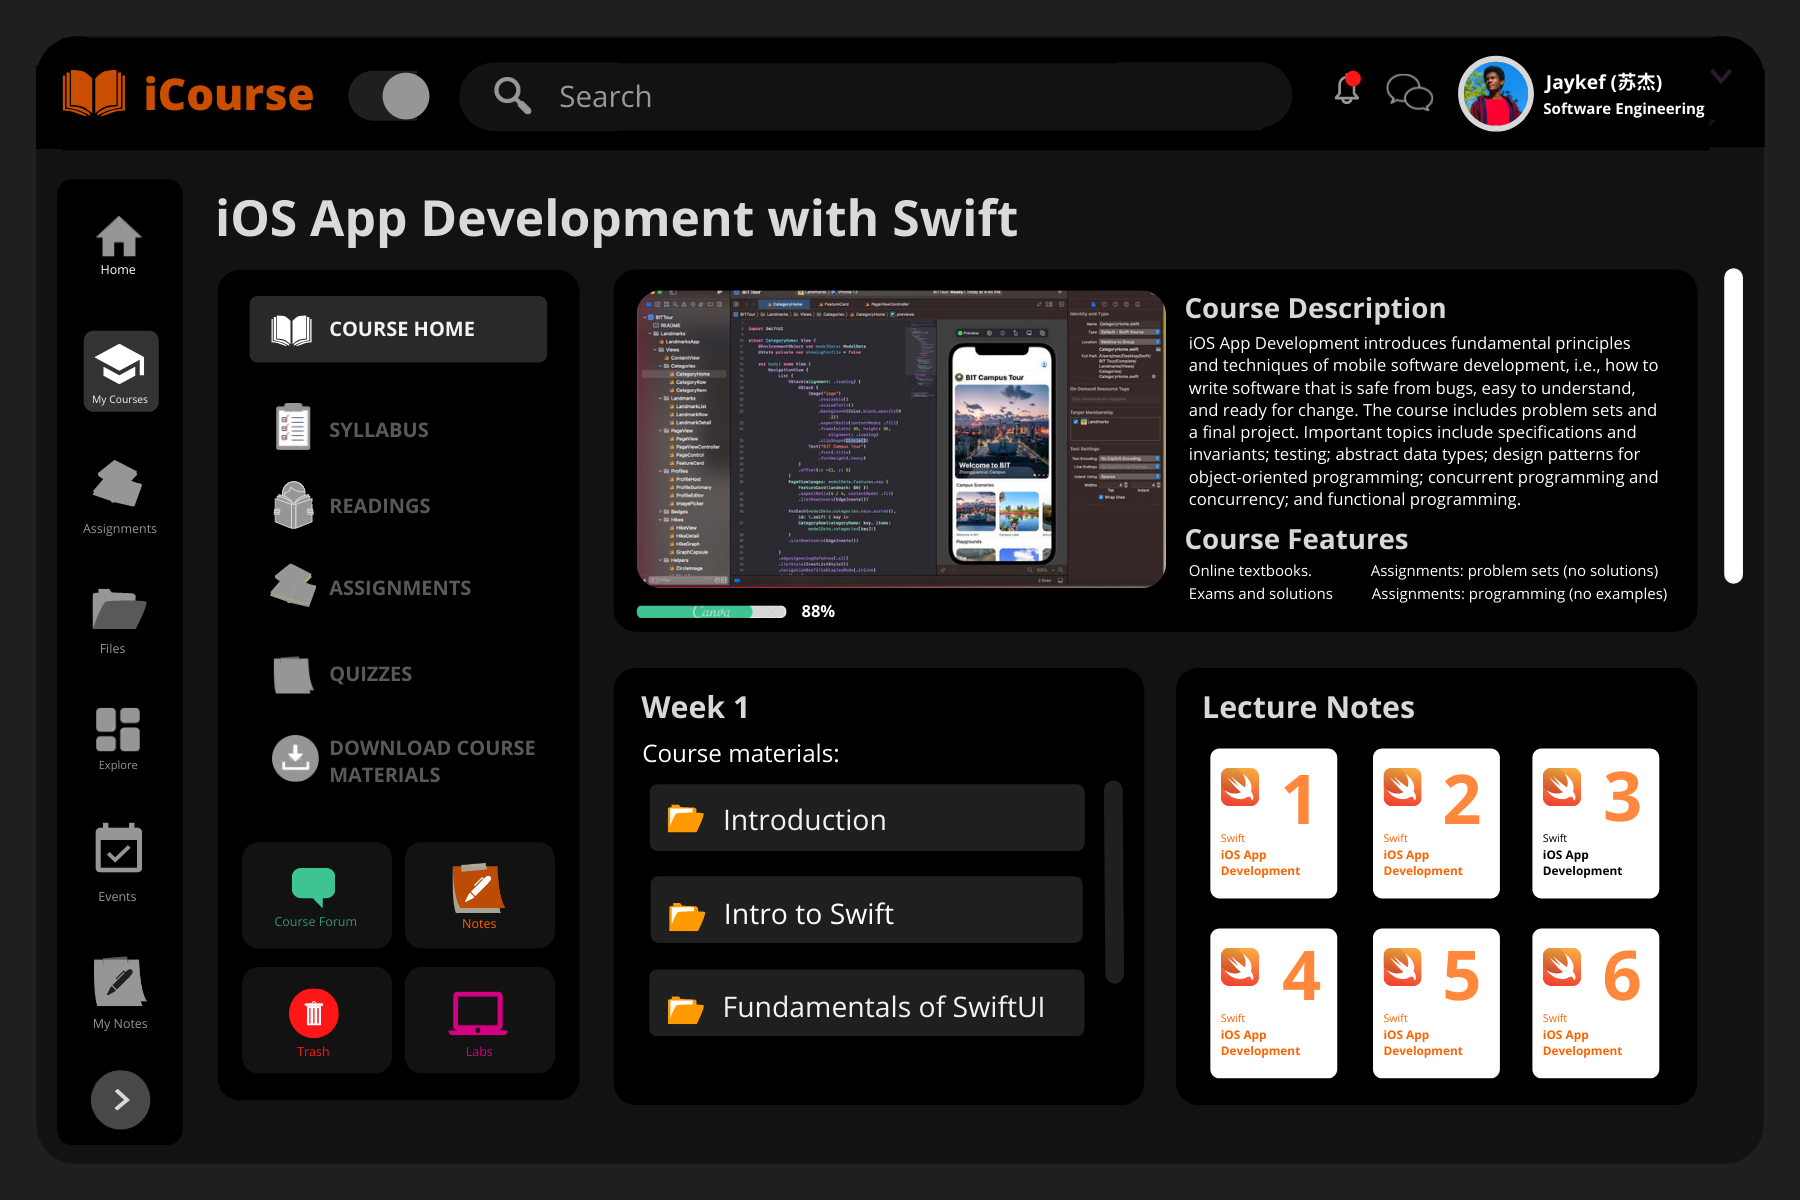 iCourse
Search
Jaykef (苏杰)
Software Engineering
Home
My Courses
Assignments
Files
Explore
Events
My Notes
iOS App Development with Swift
COURSE HOME
SYLLABUS
READINGS
ASSIGNMENTS
QUIZZES
DOWNLOAD COURSE
MATERIALS
Course Forum
Notes
Trash
Labs
BIT Campus Tour
Welcome to BIT
Campus Sceneries
Playgrounds
Canva
88%
Course Description
iOS App Development introduces fundamental principles
and techniques of mobile software development, i.e., how to
write software that is safe from bugs, easy to understand,
and ready for change. The course includes problem sets and
a final project. Important topics include specifications and
invariants; testing; abstract data types; design patterns for
object-oriented programming; concurrent programming and
concurrency; and functional programming.
Course Features
Online textbooks. Assignments: problem sets (no solutions)
Exams and solutions Assignments: programming (no examples)
Week 1
Course materials:
Introduction
Intro to Swift
Fundamentals of SwiftUI
Lecture Notes
1
Swift
iOS App
Development
2
Swift
iOS App
Development
3
Swift
iOS App
Development
4
Swift
iOS App
Development
5
Swift
iOS App
Development
6
Swift
iOS App
Development